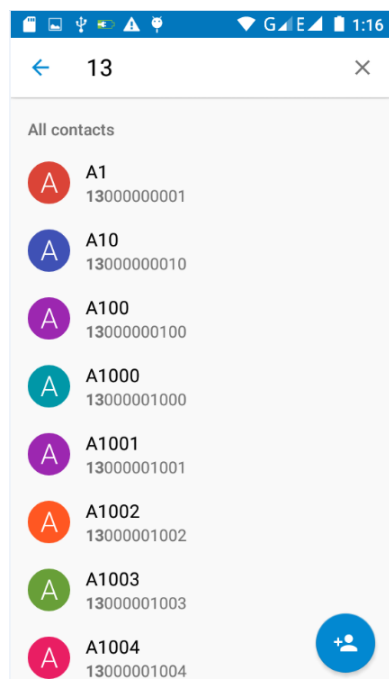 G E 1:16
13
All contacts
A A1
13000000001
A A10
13000000010
A A100
13000000100
A A1000
13000001000
A A1001
13000001001
A A1002
13000001002
A A1003
13000001003
A A1004
13000001004